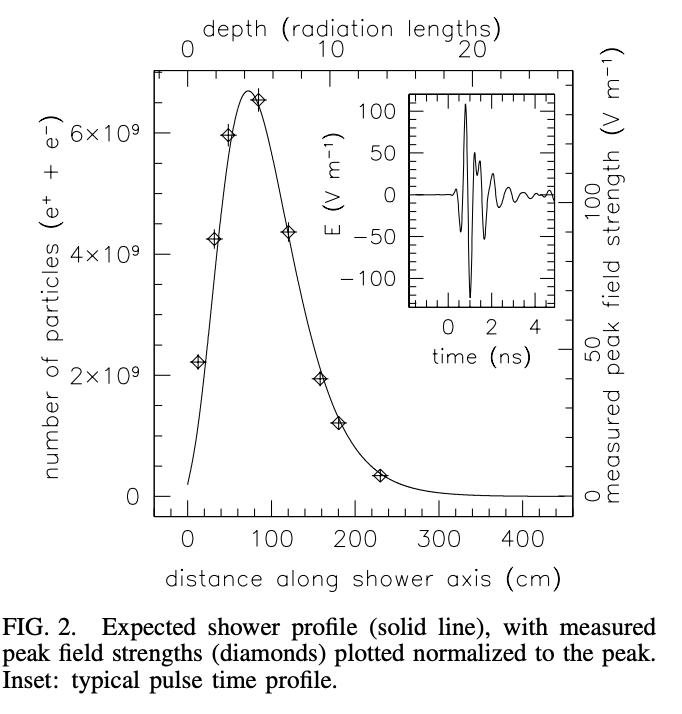 depth (radiation lengths)
0 10 20
number of particles (e⁺ + e⁻)
6×10⁹
4×10⁹
2×10⁹
0
E (V m⁻¹)
100
50
0
−50
−100
0 2 4
time (ns)
measured peak field strength (V m⁻¹)
100
50
0
0 100 200 300 400
distance along shower axis (cm)
FIG. 2. Expected shower profile (solid line), with measured
peak field strengths (diamonds) plotted normalized to the peak.
Inset: typical pulse time profile.